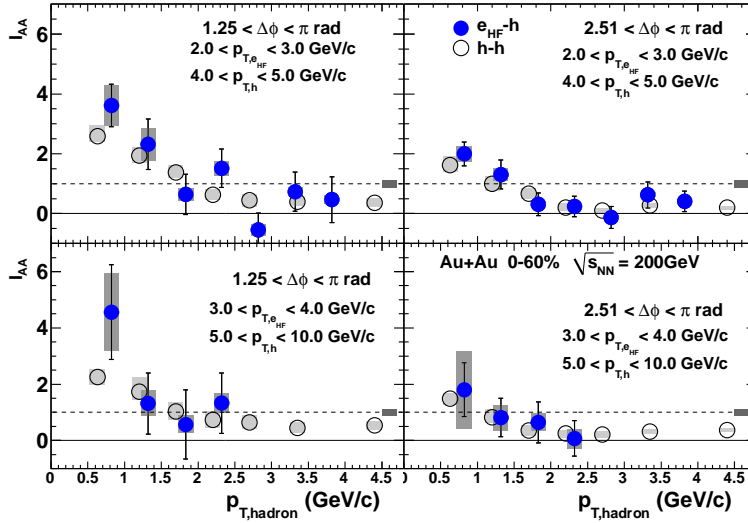 I_AA
1.25 < Δϕ < π rad
2.0 < p_T,e_HF < 3.0 GeV/c
4.0 < p_T,h < 5.0 GeV/c
6
4
2
0
e_HF-h
h-h
2.51 < Δϕ < π rad
2.0 < p_T,e_HF < 3.0 GeV/c
4.0 < p_T,h < 5.0 GeV/c
I_AA
1.25 < Δϕ < π rad
3.0 < p_T,e_HF < 4.0 GeV/c
5.0 < p_T,h < 10.0 GeV/c
6
4
2
0
Au+Au 0-60% √s_NN = 200GeV
2.51 < Δϕ < π rad
3.0 < p_T,e_HF < 4.0 GeV/c
5.0 < p_T,h < 10.0 GeV/c
0 0.5 1 1.5 2 2.5 3 3.5 4 4.5
0 0.5 1 1.5 2 2.5 3 3.5 4 4.5
p_T,hadron (GeV/c)
p_T,hadron (GeV/c)